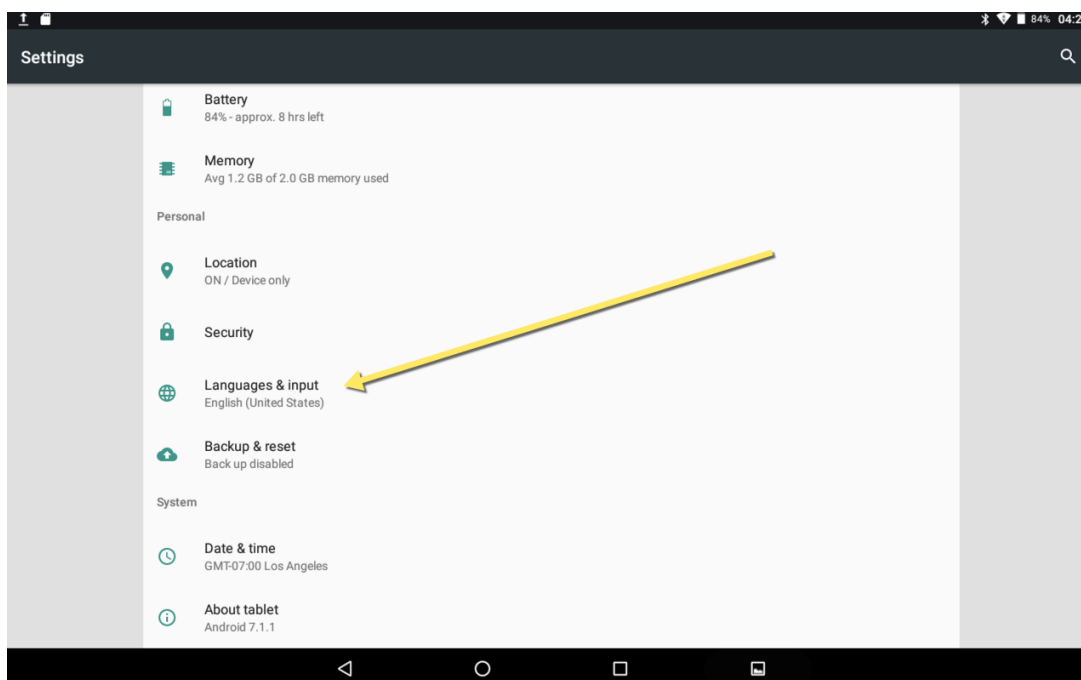 84% 04:2
Settings
Battery
84% - approx. 8 hrs left
Memory
Avg 1.2 GB of 2.0 GB memory used
Personal
Location
ON / Device only
Security
Languages & input
English (United States)
Backup & reset
Back up disabled
System
Date & time
GMT-07:00 Los Angeles
About tablet
Android 7.1.1